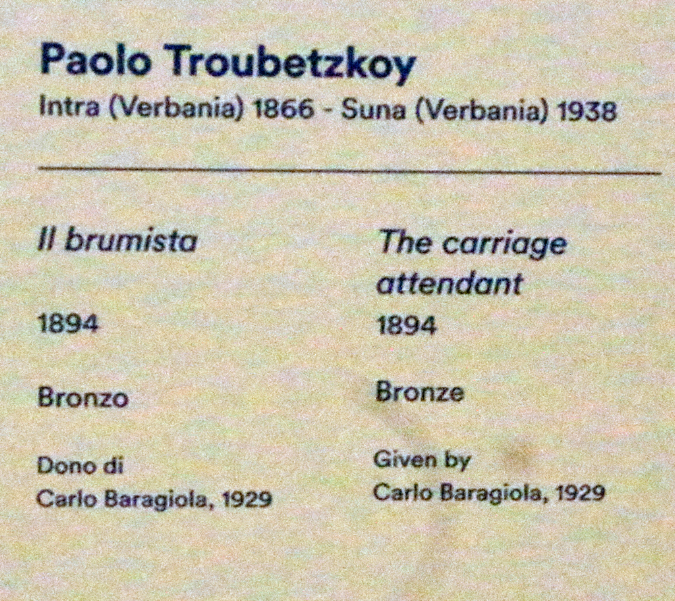 Paolo Troubetzkoy
Intra (Verbania) 1866 - Suna (Verbania) 1938
Il brumista
1894
Bronzo
Dono di
Carlo Baragiola, 1929
The carriage
attendant
1894
Bronze
Given by
Carlo Baragiola, 1929